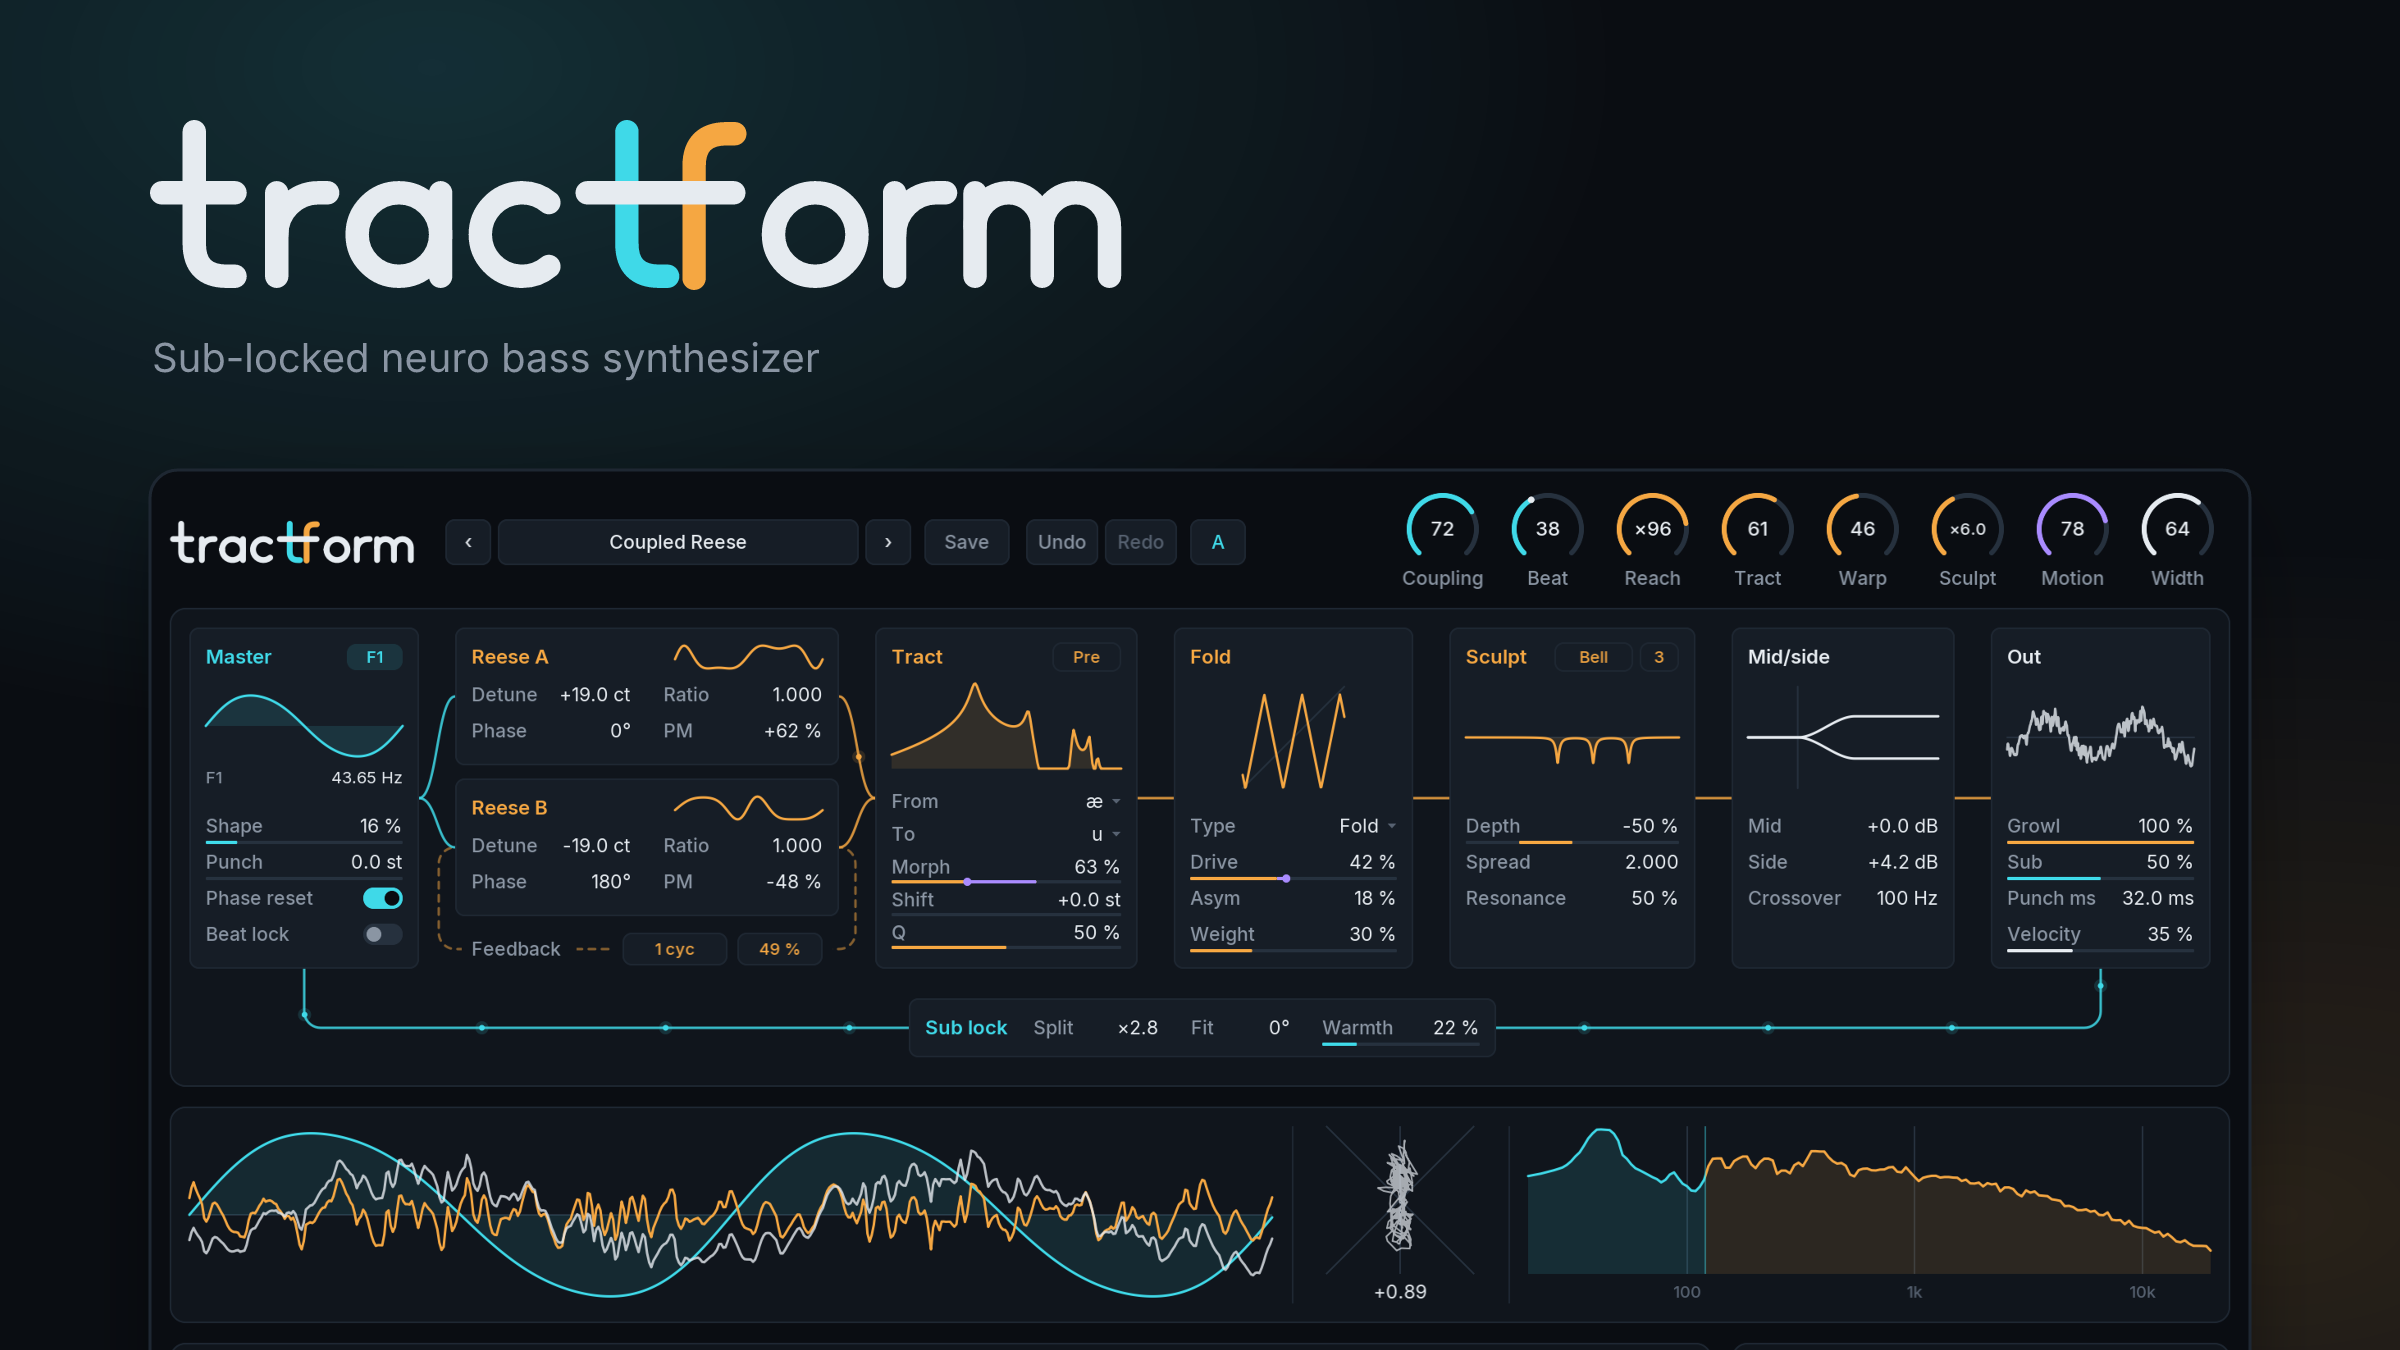 tractform
Sub-locked neuro bass synthesizer
tractform ‹ Coupled Reese › Save Undo Redo A
72 38 ×96 61 46 ×6.0 78 64
Coupling Beat Reach Tract Warp Sculpt Motion Width
Master F1
F1 43.65 Hz
Shape 16 %
Punch 0.0 st
Phase reset
Beat lock
Reese A
Detune +19.0 ct Ratio 1.000
Phase 0° PM +62 %
Reese B
Detune -19.0 ct Ratio 1.000
Phase 180° PM -48 %
Feedback 1 cyc 49 %
Tract Pre
From æ
To u
Morph 63 %
Shift +0.0 st
Q 50 %
Fold
Type Fold
Drive 42 %
Asym 18 %
Weight 30 %
Sculpt Bell 3
Depth -50 %
Spread 2.000
Resonance 50 %
Mid/side
Mid +0.0 dB
Side +4.2 dB
Crossover 100 Hz
Out
Growl 100 %
Sub 50 %
Punch ms 32.0 ms
Velocity 35 %
Sub lock Split ×2.8 Fit 0° Warmth 22 %
+0.89
100 1k 10k